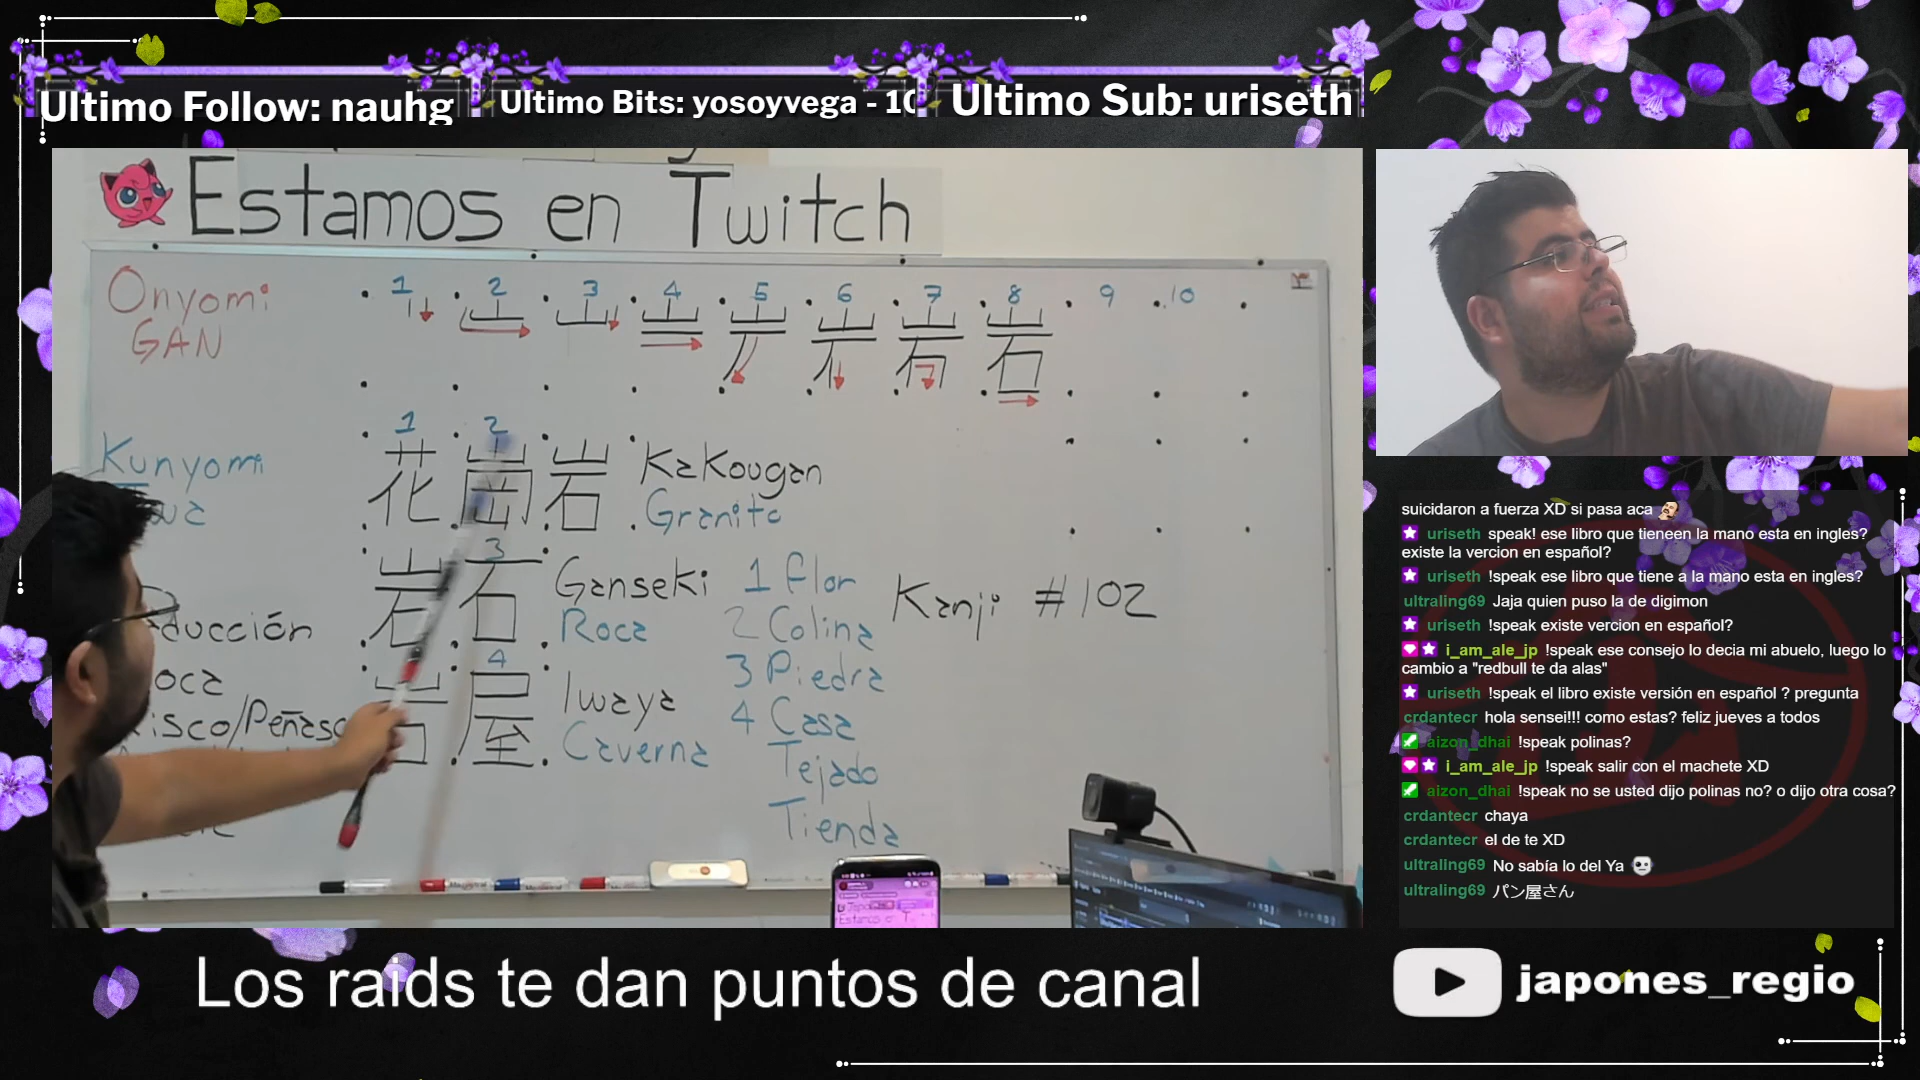 Ultimo Follow: nauhg
Ultimo Bits: yosoyvega - 10
Ultimo Sub: uriseth
Estamos en Twitch
Onyomi
GAN
1 2 3 4 5 6 7 8 9 10
Kunyomi
1 2
花崗岩 Kakougan
Granito
3
岩石 Ganseki
Roca
4
岩屋 Iwaya
Caverna
1 flor
2 Colina
3 Piedra
4 Casa
Tejado
Tienda
Kanji #102
suicidaron a fuerza XD si pasa aca
uriseth speak! ese libro que tieneen la mano esta en ingles?
existe la vercion en español?
uriseth !speak ese libro que tiene a la mano esta en ingles?
ultraling69 Jaja quien puso la de digimon
uriseth !speak existe vercion en español?
i_am_ale_jp !speak ese consejo lo decia mi abuelo, luego lo
cambio a "redbull te da alas"
uriseth !speak el libro existe versión en español ? pregunta
crdantecr hola sensei!!! como estas? feliz jueves a todos
aizon_dhai !speak polinas?
i_am_ale_jp !speak salir con el machete XD
aizon_dhai !speak no se usted dijo polinas no? o dijo otra cosa?
crdantecr chaya
crdantecr el de te XD
ultraling69 No sabía lo del Ya
ultraling69 パン屋さん
Los raids te dan puntos de canal
japones_regio